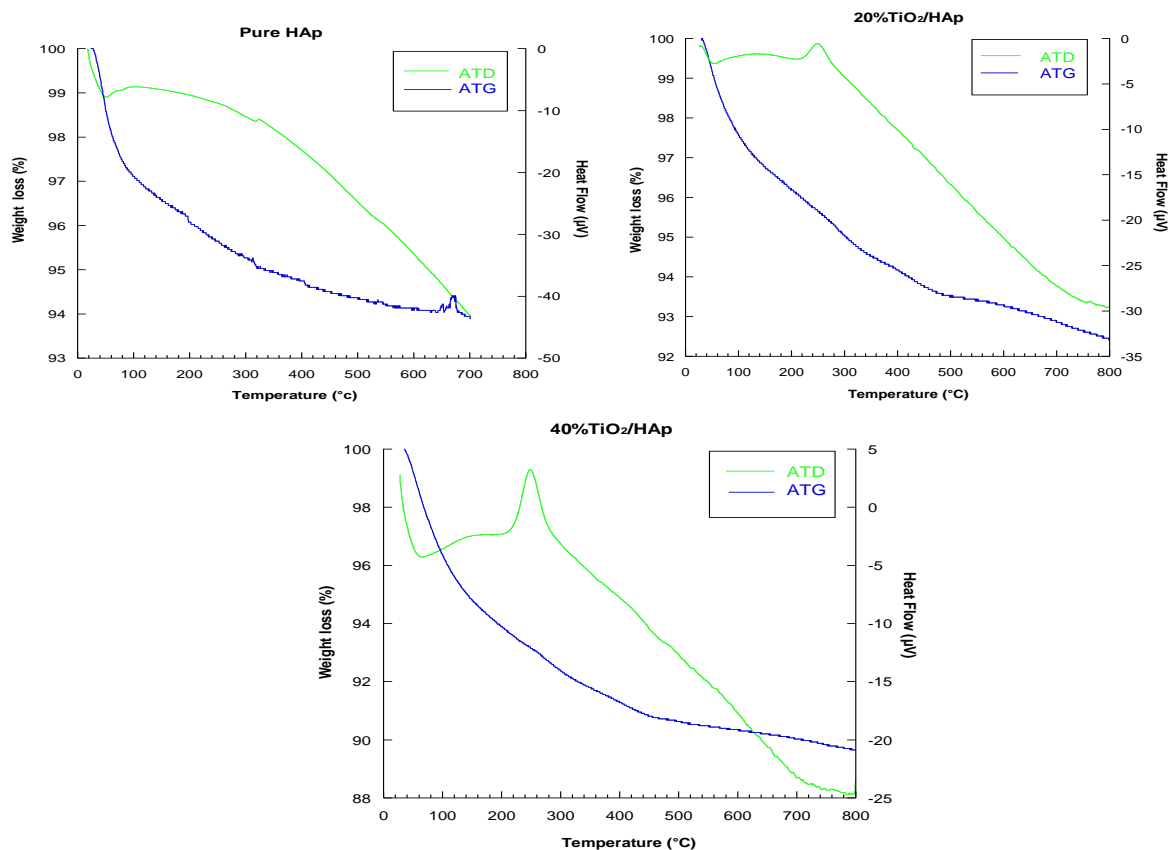 Pure HAp
100
99
98
97
96
95
94
93
0
-10
-20
-30
-40
-50
ATD
ATG
Weight loss (%)
Heat Flow (µV)
0 100 200 300 400 500 600 700 800
Temperature (°c)
20%TiO₂/HAp
100
99
98
97
96
95
94
93
92
0
-5
-10
-15
-20
-25
-30
-35
ATD
ATG
Weight loss (%)
Heat Flow (µV)
0 100 200 300 400 500 600 700 800
Temperature (°C)
40%TiO₂/HAp
100
98
96
94
92
90
88
5
0
-5
-10
-15
-20
-25
ATD
ATG
Weight loss (%)
Heat Flow (µV)
0 100 200 300 400 500 600 700 800
Temperature (°C)